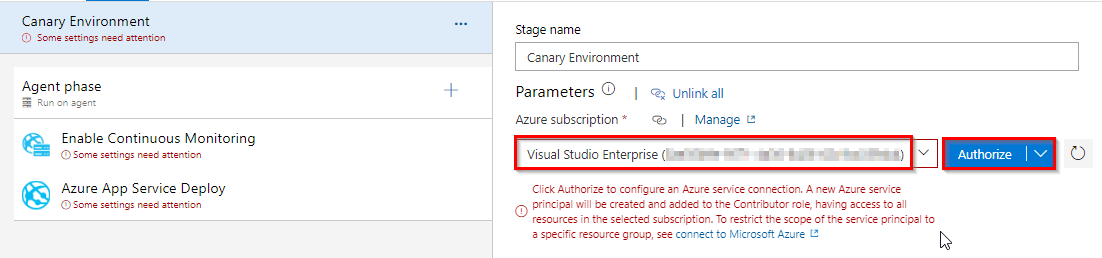 Canary Environment
Some settings need attention
Agent phase
Run on agent
Enable Continuous Monitoring
Some settings need attention
Azure App Service Deploy
Some settings need attention
Stage name
Canary Environment
Parameters | Unlink all
Azure subscription * | Manage
Visual Studio Enterprise ( ) Authorize
Click Authorize to configure an Azure service connection. A new Azure service
principal will be created and added to the Contributor role, having access to all
resources in the selected subscription. To restrict the scope of the service principal to
a specific resource group, see connect to Microsoft Azure